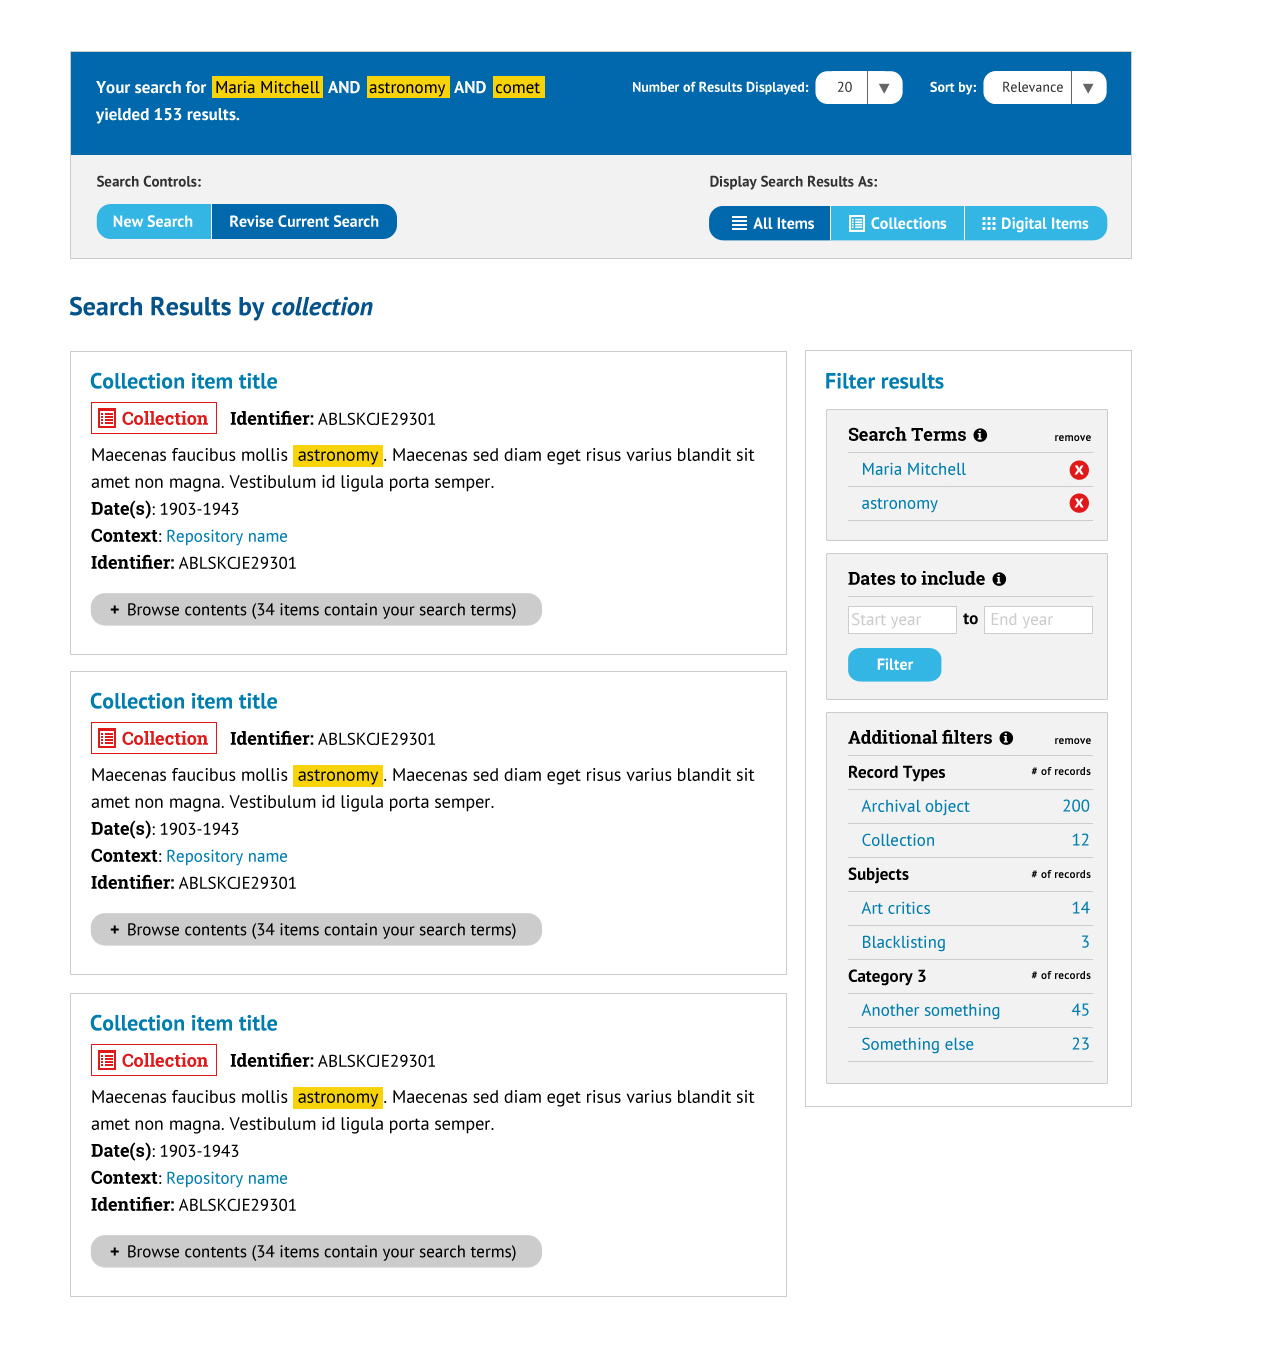 Your search for Maria Mitchell AND astronomy AND comet
yielded 153 results.
Number of Results Displayed: 20
Sort by: Relevance
Search Controls:
New Search
Revise Current Search
Display Search Results As:
All Items
Collections
Digital Items
Search Results by collection
Collection item title
Collection Identifier: ABLSKCJE29301
Maecenas faucibus mollis astronomy. Maecenas sed diam eget risus varius blandit sit
amet non magna. Vestibulum id ligula porta semper.
Date(s): 1903-1943
Context: Repository name
Identifier: ABLSKCJE29301
+ Browse contents (34 items contain your search terms)
Collection item title
Collection Identifier: ABLSKCJE29301
Maecenas faucibus mollis astronomy. Maecenas sed diam eget risus varius blandit sit
amet non magna. Vestibulum id ligula porta semper.
Date(s): 1903-1943
Context: Repository name
Identifier: ABLSKCJE29301
+ Browse contents (34 items contain your search terms)
Collection item title
Collection Identifier: ABLSKCJE29301
Maecenas faucibus mollis astronomy. Maecenas sed diam eget risus varius blandit sit
amet non magna. Vestibulum id ligula porta semper.
Date(s): 1903-1943
Context: Repository name
Identifier: ABLSKCJE29301
+ Browse contents (34 items contain your search terms)
Filter results
Search Terms remove
Maria Mitchell
astronomy
Dates to include
Start year to End year
Filter
Additional filters remove
Record Types # of records
Archival object 200
Collection 12
Subjects # of records
Art critics 14
Blacklisting 3
Category 3 # of records
Another something 45
Something else 23